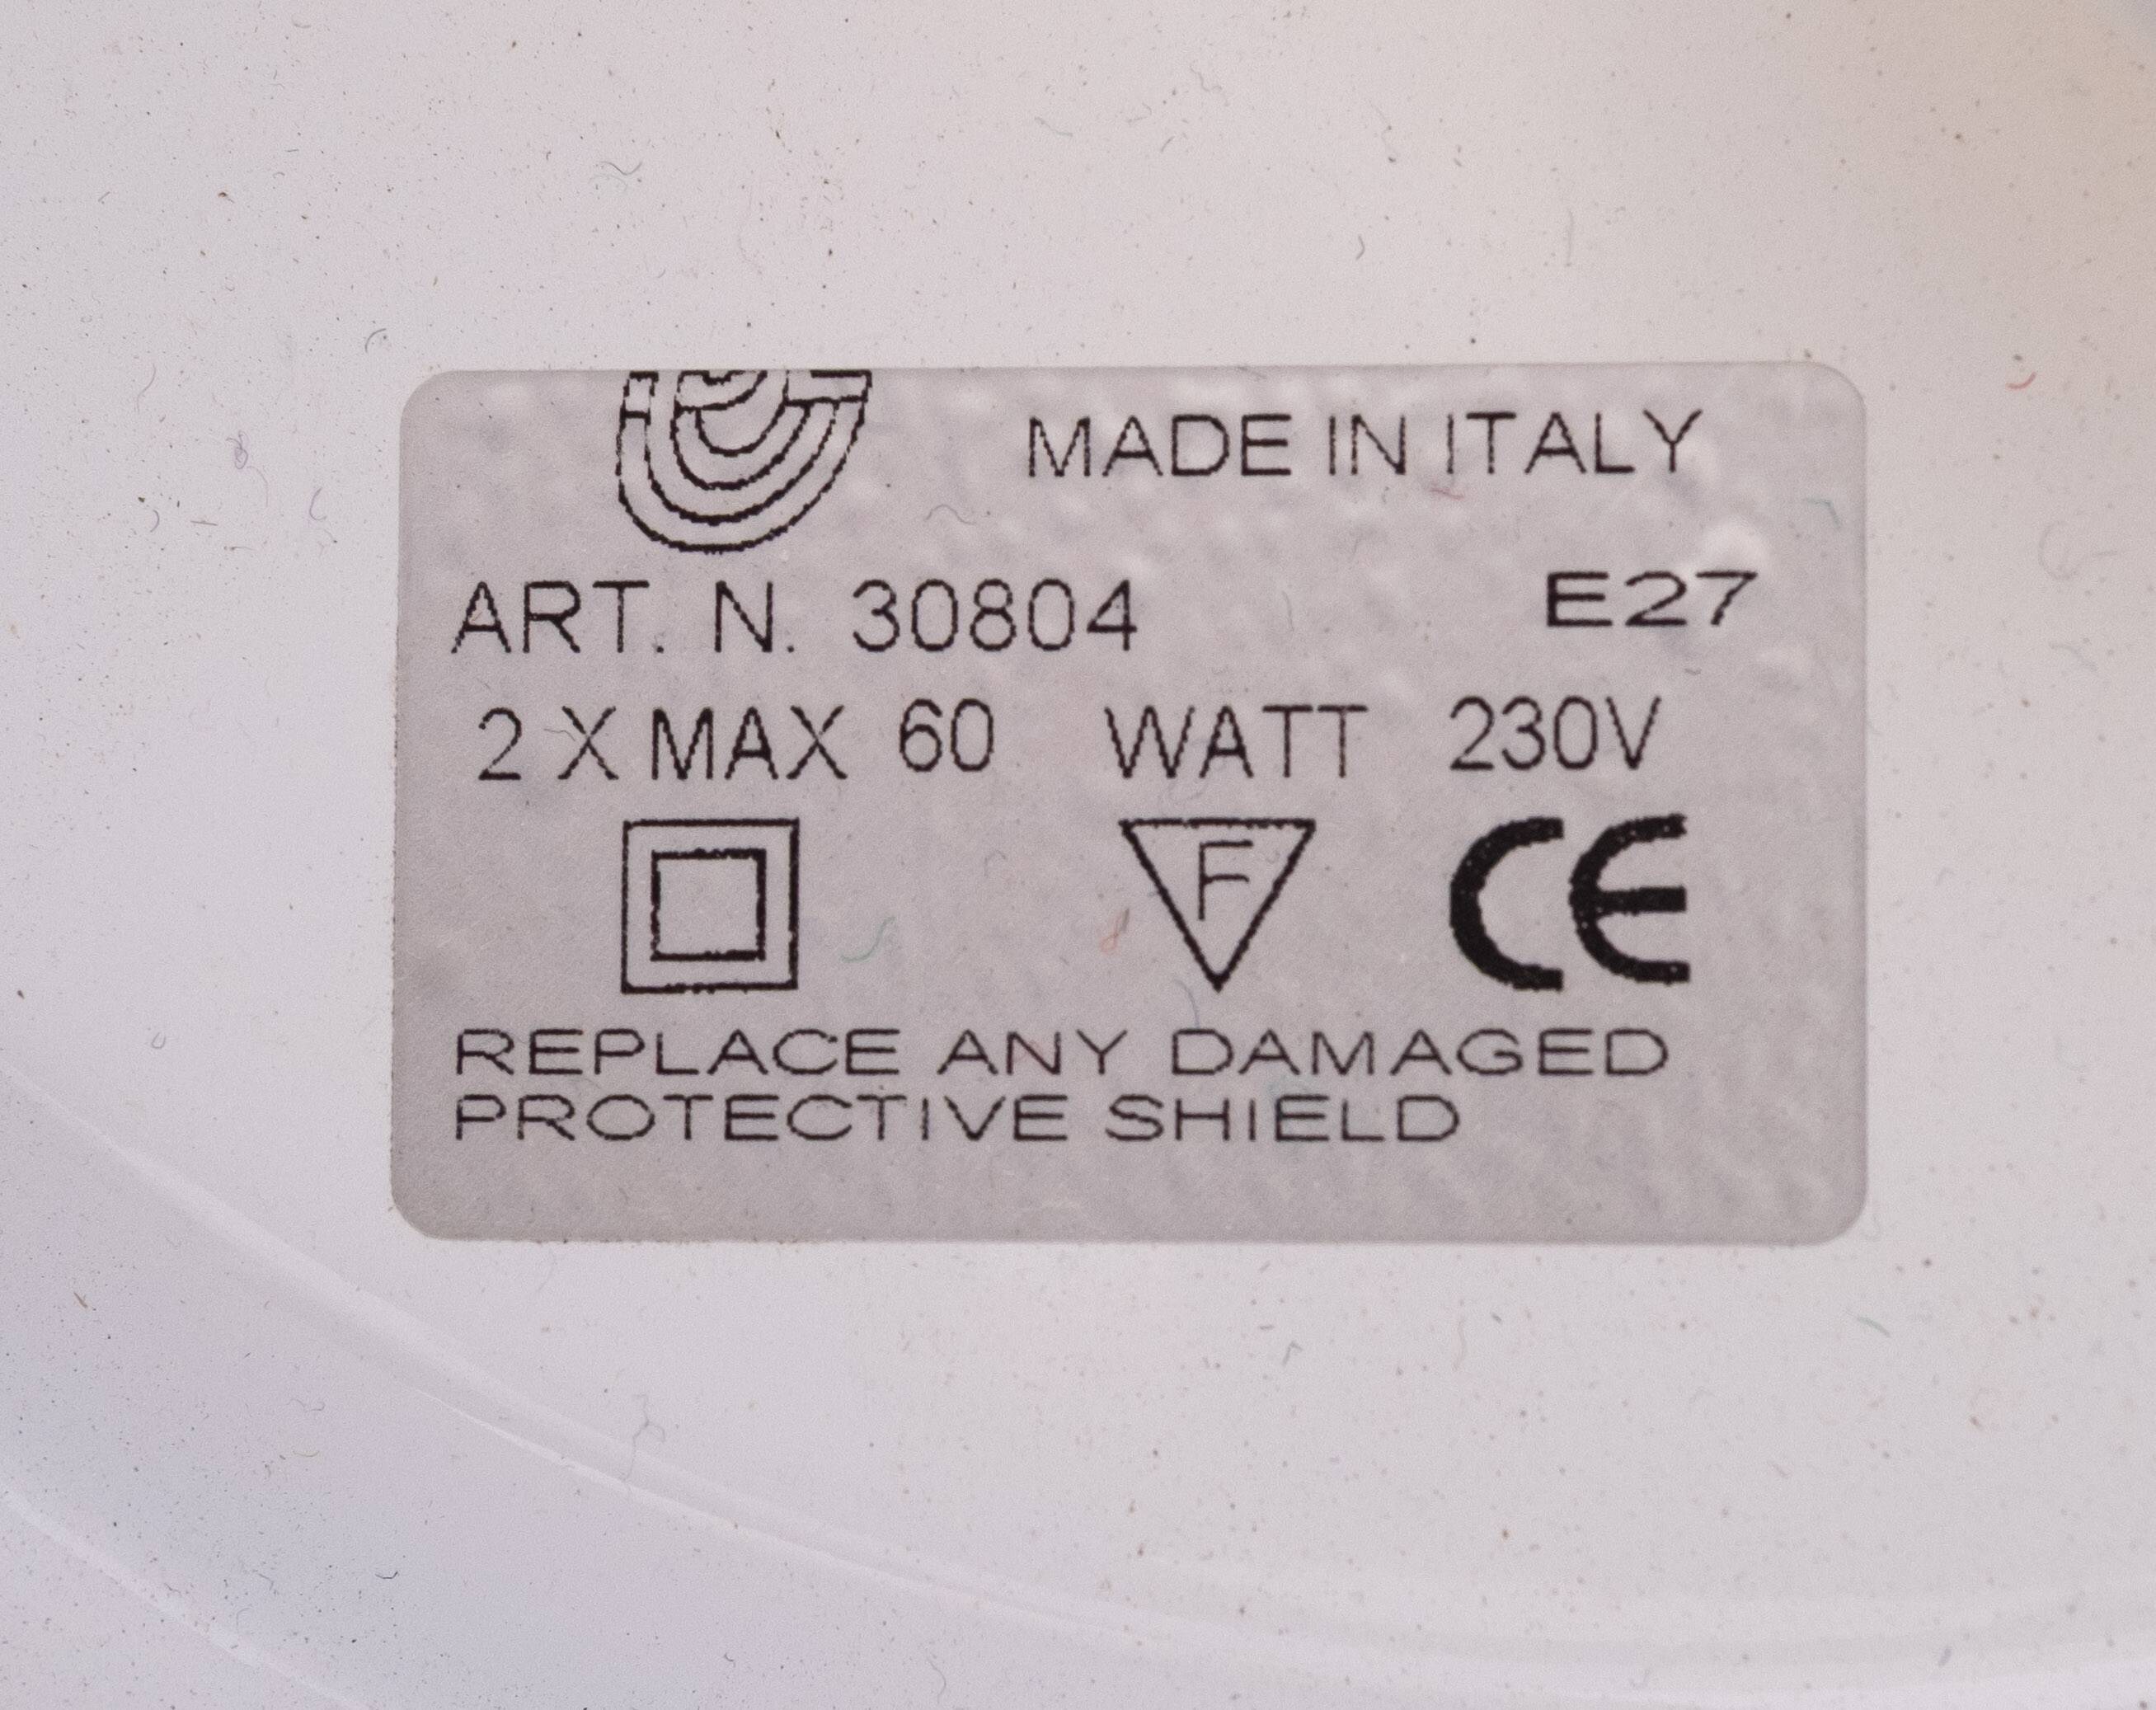 MADE IN ITALY
ART. N. 30804 E27
2 X MAX 60 WATT 230V
F CE
REPLACE ANY DAMAGED
PROTECTIVE SHIELD